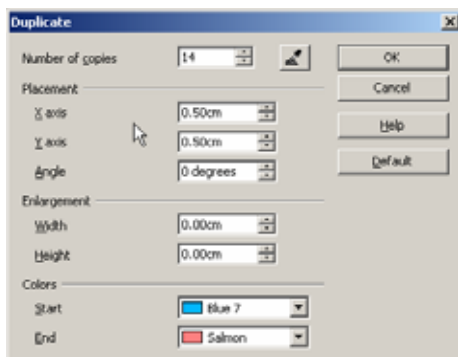 Duplicate
Number of copies 14 OK
Placement Cancel
X axis 0.50cm
Help
Y axis 0.50cm
Angle 0 degrees Default
Enlargement
Width 0.00cm
Height 0.00cm
Colors
Start Blue 7
End Salmon